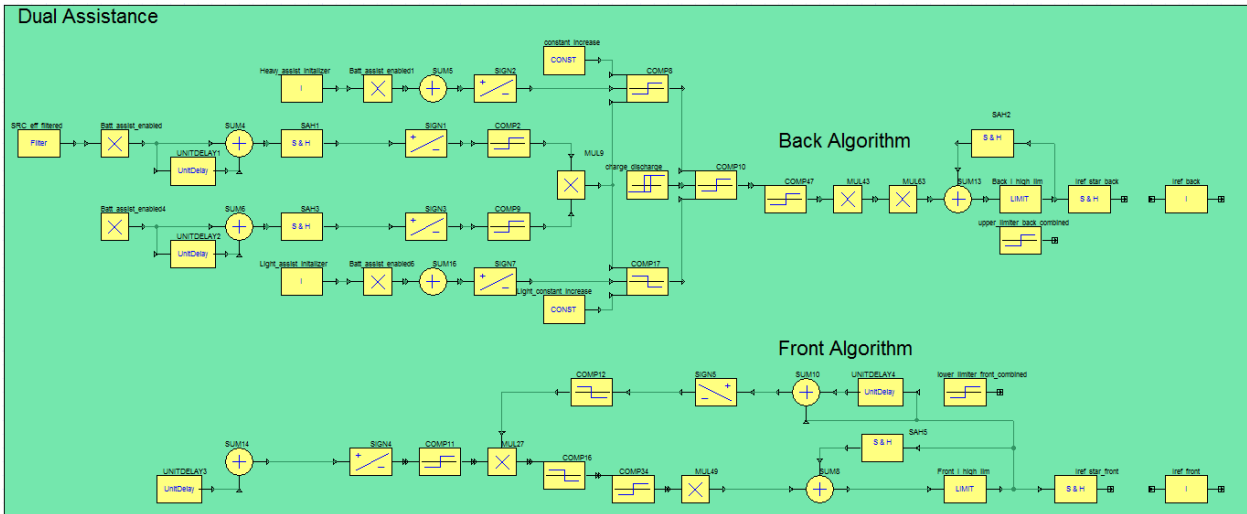 Dual Assistance
constant_increase
CONST
COMP8
Heavy_assist_initalizer
I
Batt_assist_enabled1
SUM5
SIGN2
SRC_eff_filtered
Filter
Batt_assist_enabled
SUM4
SAH1
S & H
SIGN1
COMP2
UNITDELAY1
UnitDelay
MUL9
charge_discharge
COMP10
Back Algorithm
SAH2
S & H
COMP47
MUL43
MUL63
SUM13
Back_i_high_lim
LIMIT
iref_star_back
S & H
iref_back
I
upper_limiter_back_combined
Batt_assist_enabled4
SUM6
SAH3
S & H
SIGN3
COMP9
UNITDELAY2
UnitDelay
Light_assist_initalizer
I
Batt_assist_enabled6
SUM16
SIGN7
COMP17
Light_constant_increase
CONST
Front Algorithm
COMP12
SIGN8
SUM10
UNITDELAY4
UnitDelay
lower_limiter_front_combined
SAH5
S & H
SUM14
SIGN4
COMP11
MUL27
COMP16
COMP34
MUL49
SUM8
Front_i_high_lim
LIMIT
iref_star_front
S & H
iref_front
I
UNITDELAY3
UnitDelay